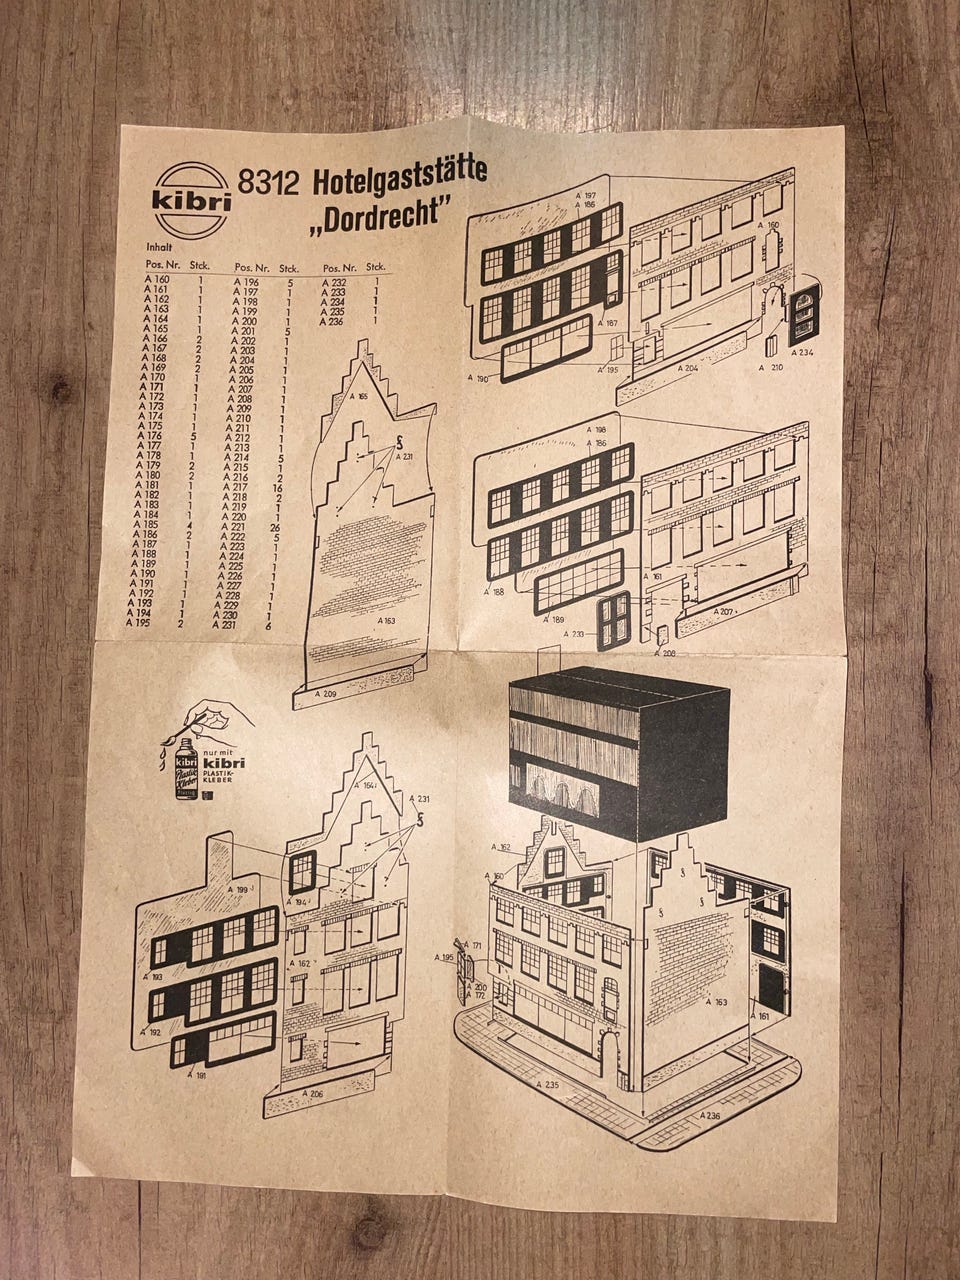 kibri
8312 Hotelgaststätte
„Dordrecht”
Inhalt
Pos. Nr. Stck. Pos. Nr. Stck. Pos. Nr. Stck.
A 160 1 A 196 5 A 232 1
A 161 1 A 197 1 A 233 1
A 162 1 A 198 1 A 234 1
A 163 1 A 199 1 A 235 1
A 164 1 A 200 1 A 236 1
A 165 1 A 201 5
A 166 2 A 202 1
A 167 2 A 203 1
A 168 2 A 204 1
A 169 2 A 205 1
A 170 1 A 206 1
A 171 1 A 207 1
A 172 1 A 208 1
A 173 1 A 209 1
A 174 1 A 210 1
A 175 1 A 211 1
A 176 5 A 212 1
A 177 1 A 213 1
A 178 1 A 214 5
A 179 2 A 215 1
A 180 2 A 216 2
A 181 1 A 217 16
A 182 1 A 218 2
A 183 1 A 219 1
A 184 1 A 220 1
A 185 4 A 221 26
A 186 2 A 222 5
A 187 1 A 223 1
A 188 1 A 224 1
A 189 1 A 225 1
A 190 1 A 226 1
A 191 1 A 227 1
A 192 1 A 228 1
A 193 1 A 229 1
A 194 1 A 230 1
A 195 2 A 231 6
A 165
A 231
A 163
A 209
A 197
A 186
A 160
A 187
A 190
A 195
A 204
A 210
A 234
A 198
A 186
A 161
A 188
A 189
A 207
A 233
A 208
kibri
Plastik
Kleber
flüssig
nur mit
kibri
PLASTIK-
KLEBER
A 164
A 231
A 199
A 194
A 162
A 193
A 192
A 191
A 206
A 162
A 160
A 171
A 195
A 200
A 172
A 163
A 161
A 235
A 236